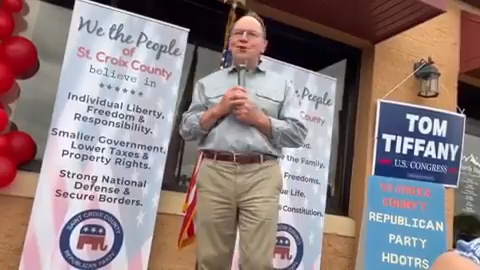 We the People
of
St. Croix County
believe in
Individual Liberty,
Freedom &
Responsibility.
Smaller Government,
Lower Taxes &
Property Rights.
Strong National
Defense &
Secure Borders.
SAINT CROIX COUNTY
REPUBLICAN PARTY
People
County
the Family.
Freedoms.
Life.
Constitution.
TOM
TIFFANY
U.S. CONGRESS
ST CROIX
COUNTY
REPUBLICAN
PARTY
HDQTRS